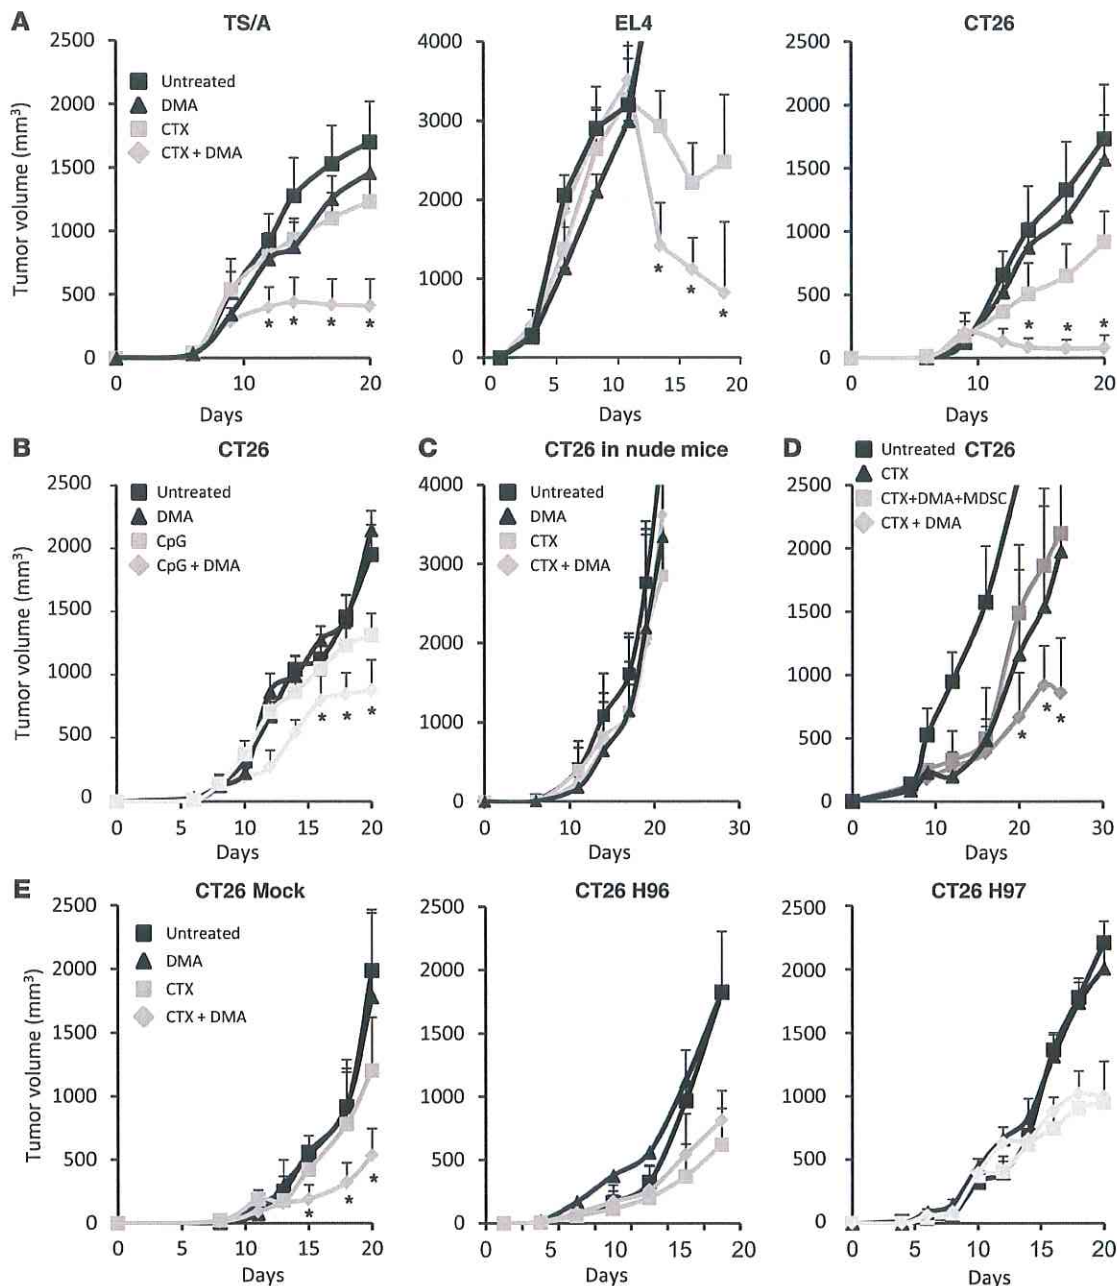 A
TS/A
2500
2000
1500
1000
500
0
Tumor volume (mm³)
Untreated
DMA
CTX
CTX + DMA
* * * *
0 10 20
Days
EL4
4000
3000
2000
1000
0
* * *
0 5 10 15 20
Days
CT26
2500
2000
1500
1000
500
0
* * *
0 10 20
Days
B
CT26
2500
2000
1500
1000
500
0
Tumor volume (mm³)
Untreated
DMA
CpG
CpG + DMA
* * *
0 5 10 15 20
Days
C
CT26 in nude mice
4000
3000
2000
1000
0
Untreated
DMA
CTX
CTX + DMA
0 10 20 30
Days
D
CT26
2500
2000
1500
1000
500
0
Untreated
CTX
CTX+DMA+MDSC
CTX + DMA
* * *
0 10 20 30
Days
E
CT26 Mock
2500
2000
1500
1000
500
0
Tumor volume (mm³)
Untreated
DMA
CTX
CTX + DMA
* * *
0 5 10 15 20
Days
CT26 H96
2500
2000
1500
1000
500
0
0 5 10 15 20
Days
CT26 H97
2500
2000
1500
1000
500
0
0 5 10 15 20
Days